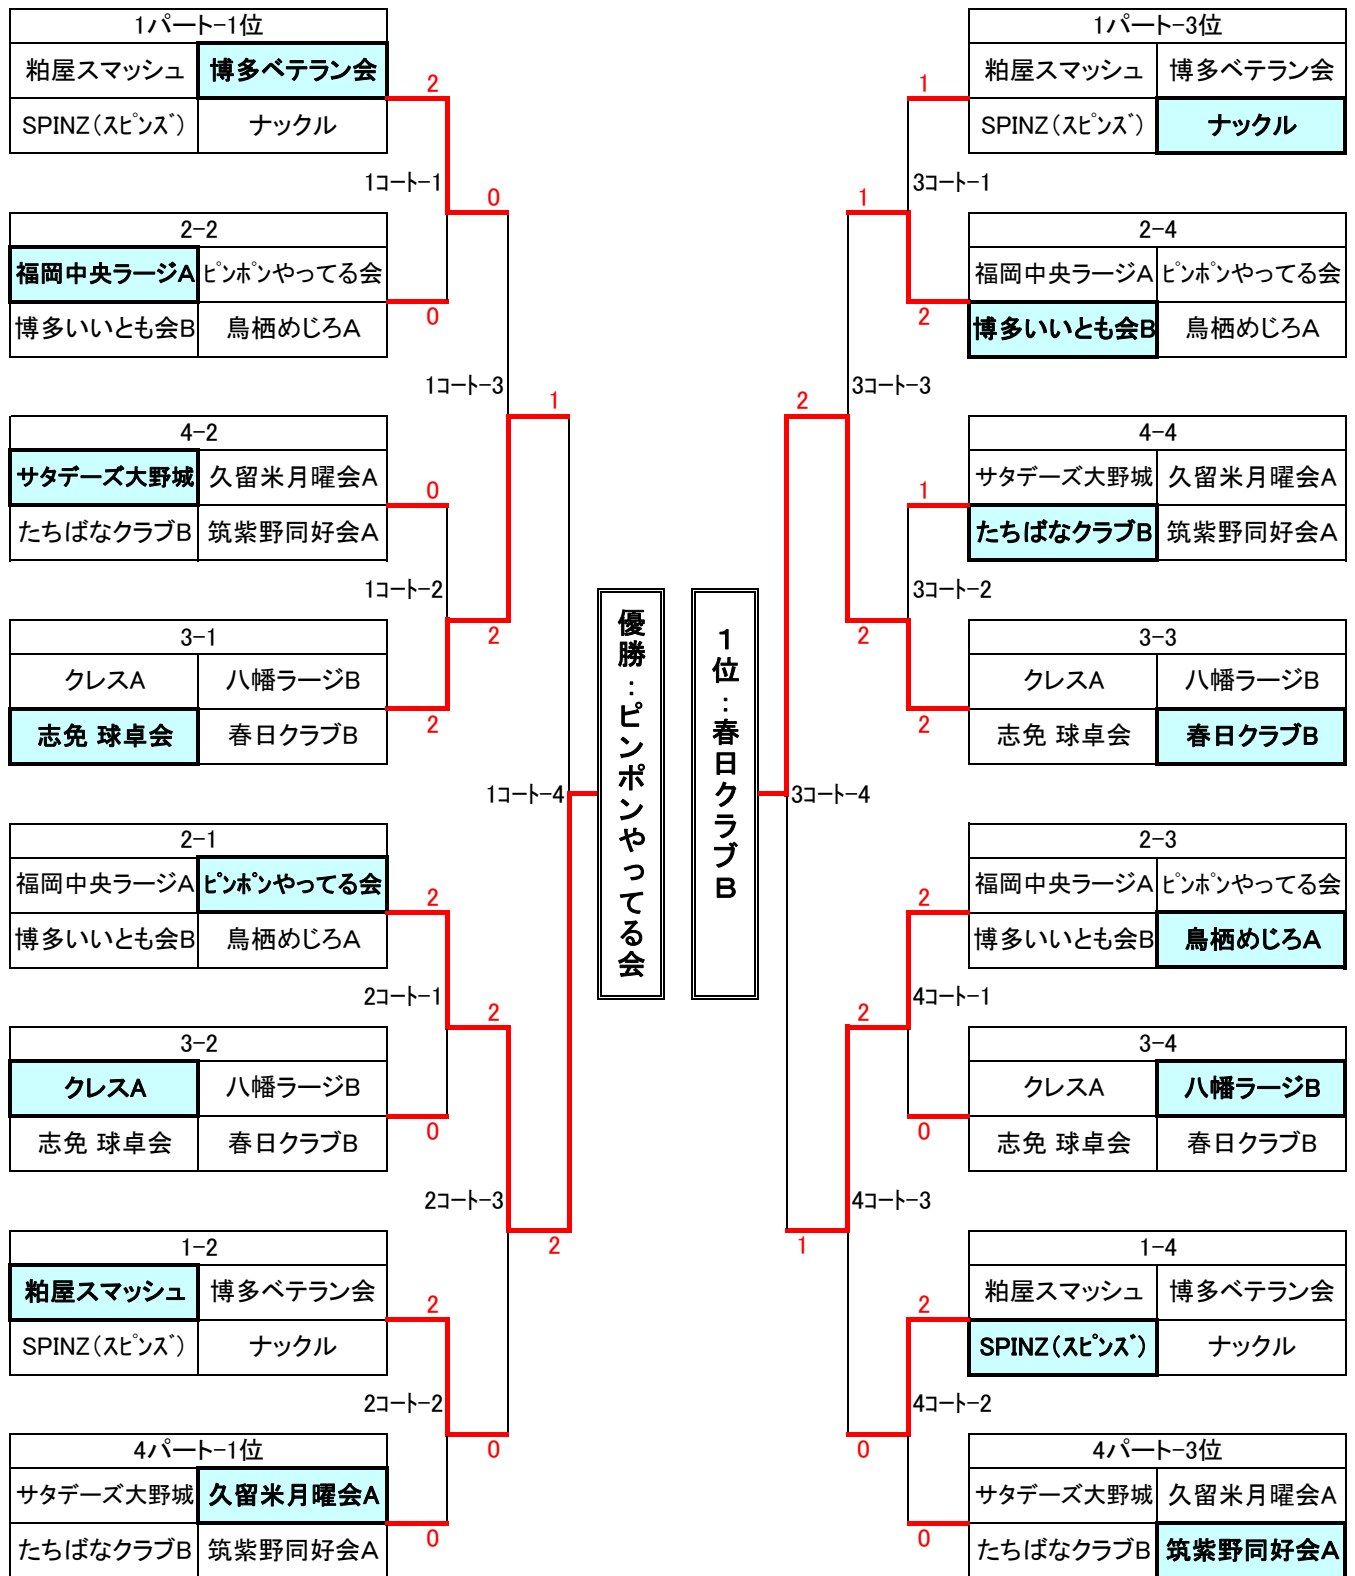 1パート-1位
粕屋スマッシュ 博多ベテラン会
SPINZ(スピンズ) ナックル
2
1コート-1
0
2-2
福岡中央ラージA ピンポンやってる会
博多いいとも会B 鳥栖めじろA
0
1コート-3
1
4-2
サタデーズ大野城 久留米月曜会A
たちばなクラブB 筑紫野同好会A
0
1コート-2
2
3-1
クレスA 八幡ラージB
志免 球卓会 春日クラブB
2
1コート-4
2-1
福岡中央ラージA ピンポンやってる会
博多いいとも会B 鳥栖めじろA
2
2コート-1
2
3-2
クレスA 八幡ラージB
志免 球卓会 春日クラブB
0
2コート-3
2
1-2
粕屋スマッシュ 博多ベテラン会
SPINZ(スピンズ) ナックル
2
2コート-2
0
4パート-1位
サタデーズ大野城 久留米月曜会A
たちばなクラブB 筑紫野同好会A
0
優勝:ピンポンやってる会
1位:春日クラブB
1パート-3位
粕屋スマッシュ 博多ベテラン会
SPINZ(スピンズ) ナックル
1
3コート-1
1
2-4
福岡中央ラージA ピンポンやってる会
博多いいとも会B 鳥栖めじろA
2
3コート-3
2
4-4
サタデーズ大野城 久留米月曜会A
たちばなクラブB 筑紫野同好会A
1
3コート-2
2
3-3
クレスA 八幡ラージB
志免 球卓会 春日クラブB
2
3コート-4
2-3
福岡中央ラージA ピンポンやってる会
博多いいとも会B 鳥栖めじろA
2
4コート-1
2
3-4
クレスA 八幡ラージB
志免 球卓会 春日クラブB
0
4コート-3
1
1-4
粕屋スマッシュ 博多ベテラン会
SPINZ(スピンズ) ナックル
2
4コート-2
0
4パート-3位
サタデーズ大野城 久留米月曜会A
たちばなクラブB 筑紫野同好会A
0